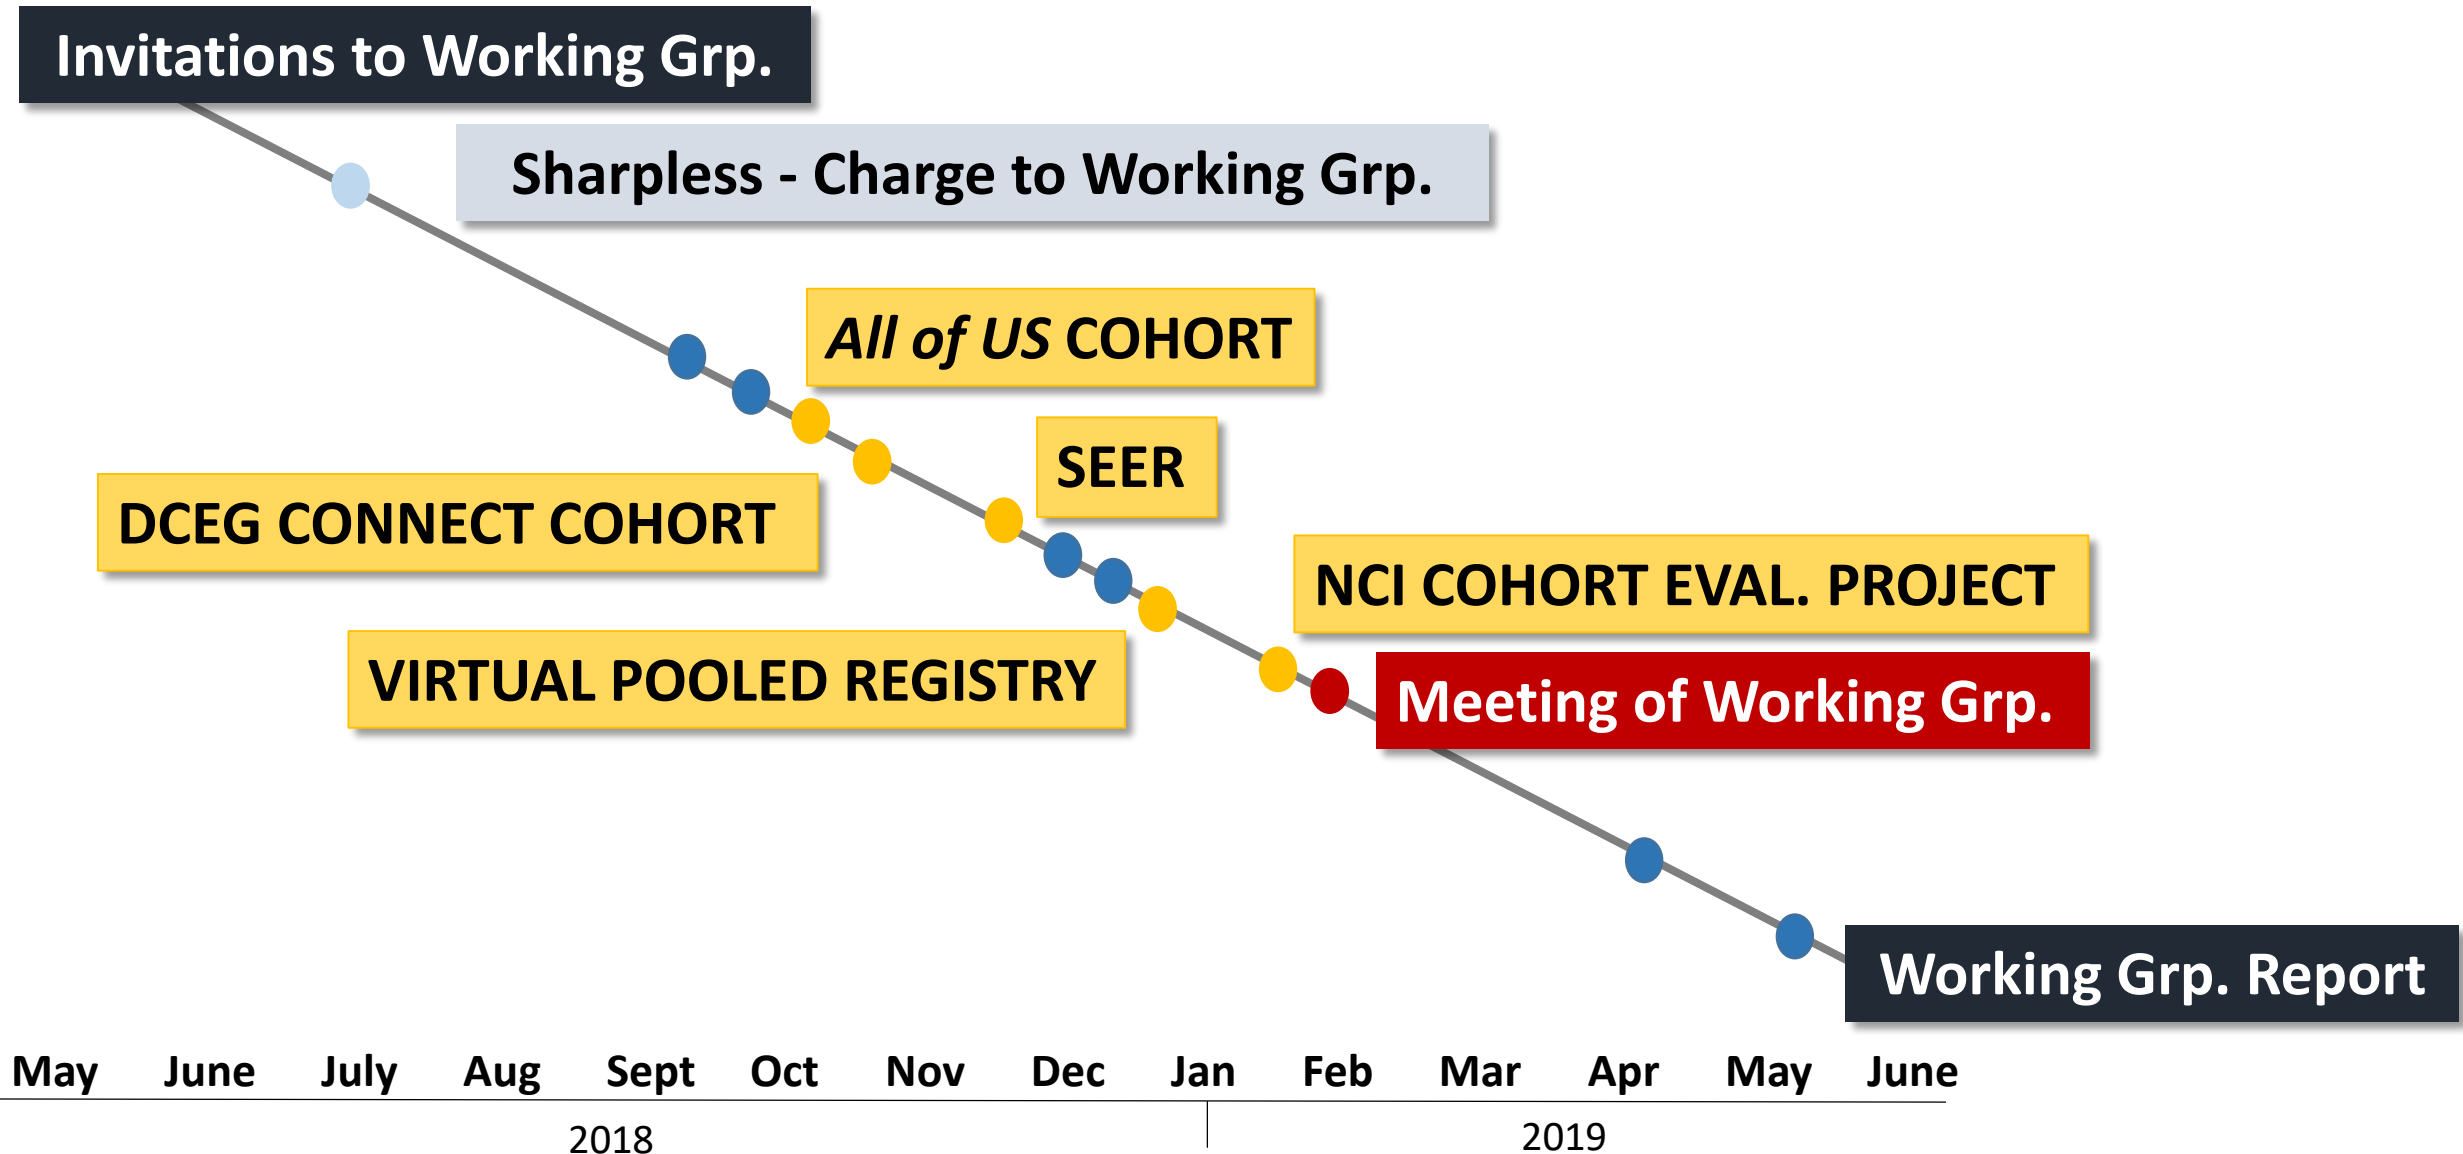 Invitations to Working Grp.
Sharpless - Charge to Working Grp.
All of US COHORT
SEER
DCEG CONNECT COHORT
NCI COHORT EVAL. PROJECT
VIRTUAL POOLED REGISTRY
Meeting of Working Grp.
Working Grp. Report
May June July Aug Sept Oct Nov Dec Jan Feb Mar Apr May June
2018 2019